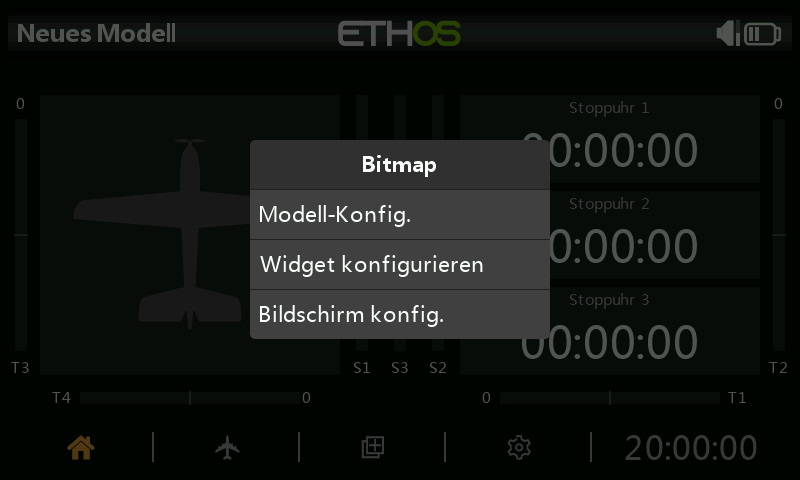 Neues Modell
ETHOS
0
0
Stoppuhr 1
00:00:00
Bitmap
Modell-Konfig.
Widget konfigurieren
Bildschirm konfig.
Stoppuhr 2
00:00:00
Stoppuhr 3
00:00:00
T3
S1
S3
S2
T2
T4
0
0
T1
20:00:00